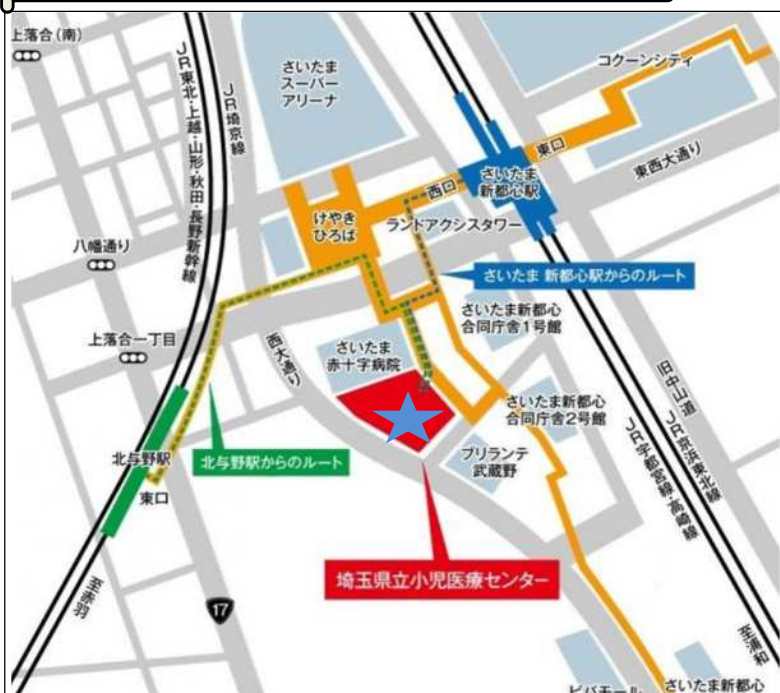 上落合(南)
JR東北・上越・山形・秋田・長野新幹線
JR埼京線
さいたま
スーパー
アリーナ
コクーンシティ
東口
さいたま
新都心駅
西口
東西大通り
けやき
ひろば
ランドアクシスタワー
八幡通り
さいたま 新都心駅からのルート
さいたま新都心
合同庁舎1号館
上落合一丁目
西大通り
さいたま
赤十字病院
旧中山道
JR京浜東北線
JR宇都宮線・高崎線
さいたま新都心
合同庁舎2号館
北与野駅
北与野駅からのルート
ブリランテ
武蔵野
東口
埼玉県立小児医療センター
至赤羽
17
至浦和
さいたま新都心